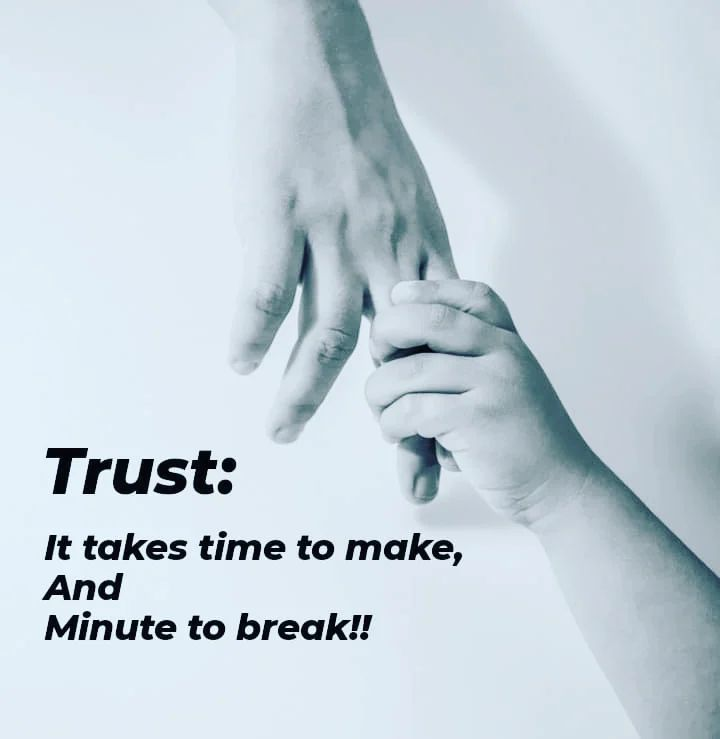 Trust:
It takes time to make,
And
Minute to break!!